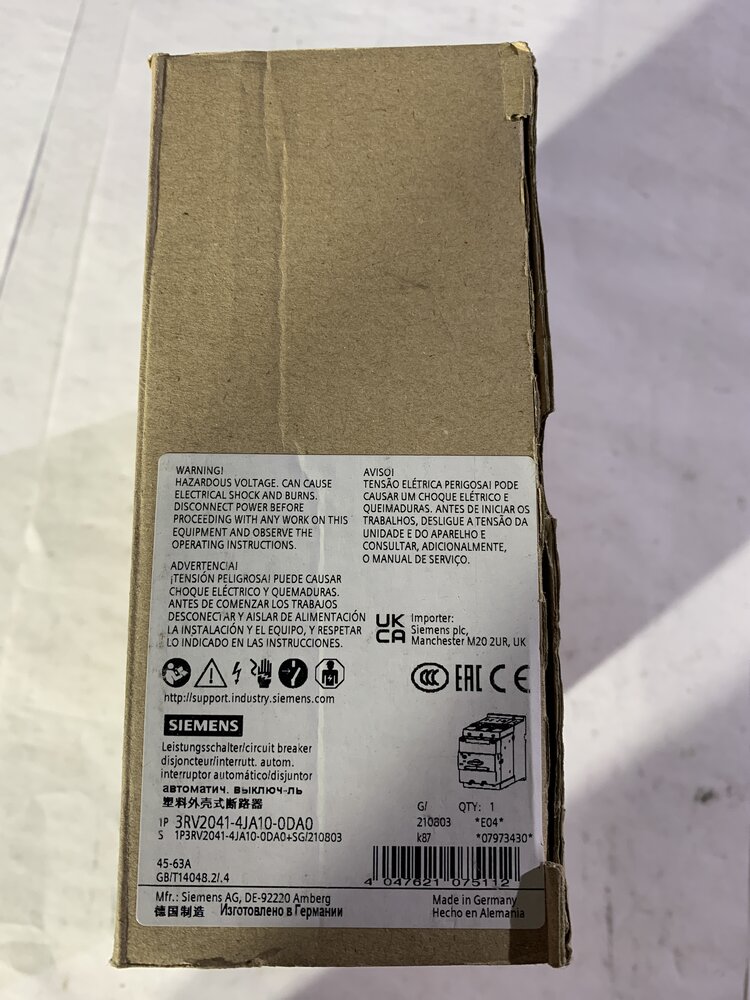 WARNING!
HAZARDOUS VOLTAGE. CAN CAUSE
ELECTRICAL SHOCK AND BURNS.
DISCONNECT POWER BEFORE
PROCEEDING WITH ANY WORK ON THIS
EQUIPMENT AND OBSERVE THE
OPERATING INSTRUCTIONS.
AVISO!
TENSÃO ELÉTRICA PERIGOSA! PODE
CAUSAR UM CHOQUE ELÉTRICO E
QUEIMADURAS. ANTES DE INICIAR OS
TRABALHOS, DESLIGUE A TENSÃO DA
UNIDADE E DO APARELHO E
CONSULTAR, ADICIONALMENTE,
O MANUAL DE SERVIÇO.
ADVERTENCIA!
¡TENSIÓN PELIGROSA! PUEDE CAUSAR
CHOQUE ELÉCTRICO Y QUEMADURAS.
ANTES DE COMENZAR LOS TRABAJOS
DESCONECTAR Y AISLAR DE ALIMENTACIÓN
LA INSTALACIÓN Y EL EQUIPO, Y RESPETAR
LO INDICADO EN LAS INSTRUCCIONES.
UK
CA
Importer:
Siemens plc,
Manchester M20 2UR, UK
CCC EAC CE
http://support.industry.siemens.com
SIEMENS
Leistungsschalter/circuit breaker
disjoncteur/interrutt. autom.
interruptor automático/disjuntor
автоматич. выключ-ль
塑料外壳式断路器
1P 3RV2041-4JA10-0DA0
S 1P3RV2041-4JA10-0DA0+SG/210803
G/ QTY: 1
210803 *E04*
k87 *07973430*
45-63A
GB/T14048.2/.4
4 047621 075112
Mfr.: Siemens AG, DE-92220 Amberg
德国制造 Изготовлено в Германии
Made in Germany
Hecho en Alemania